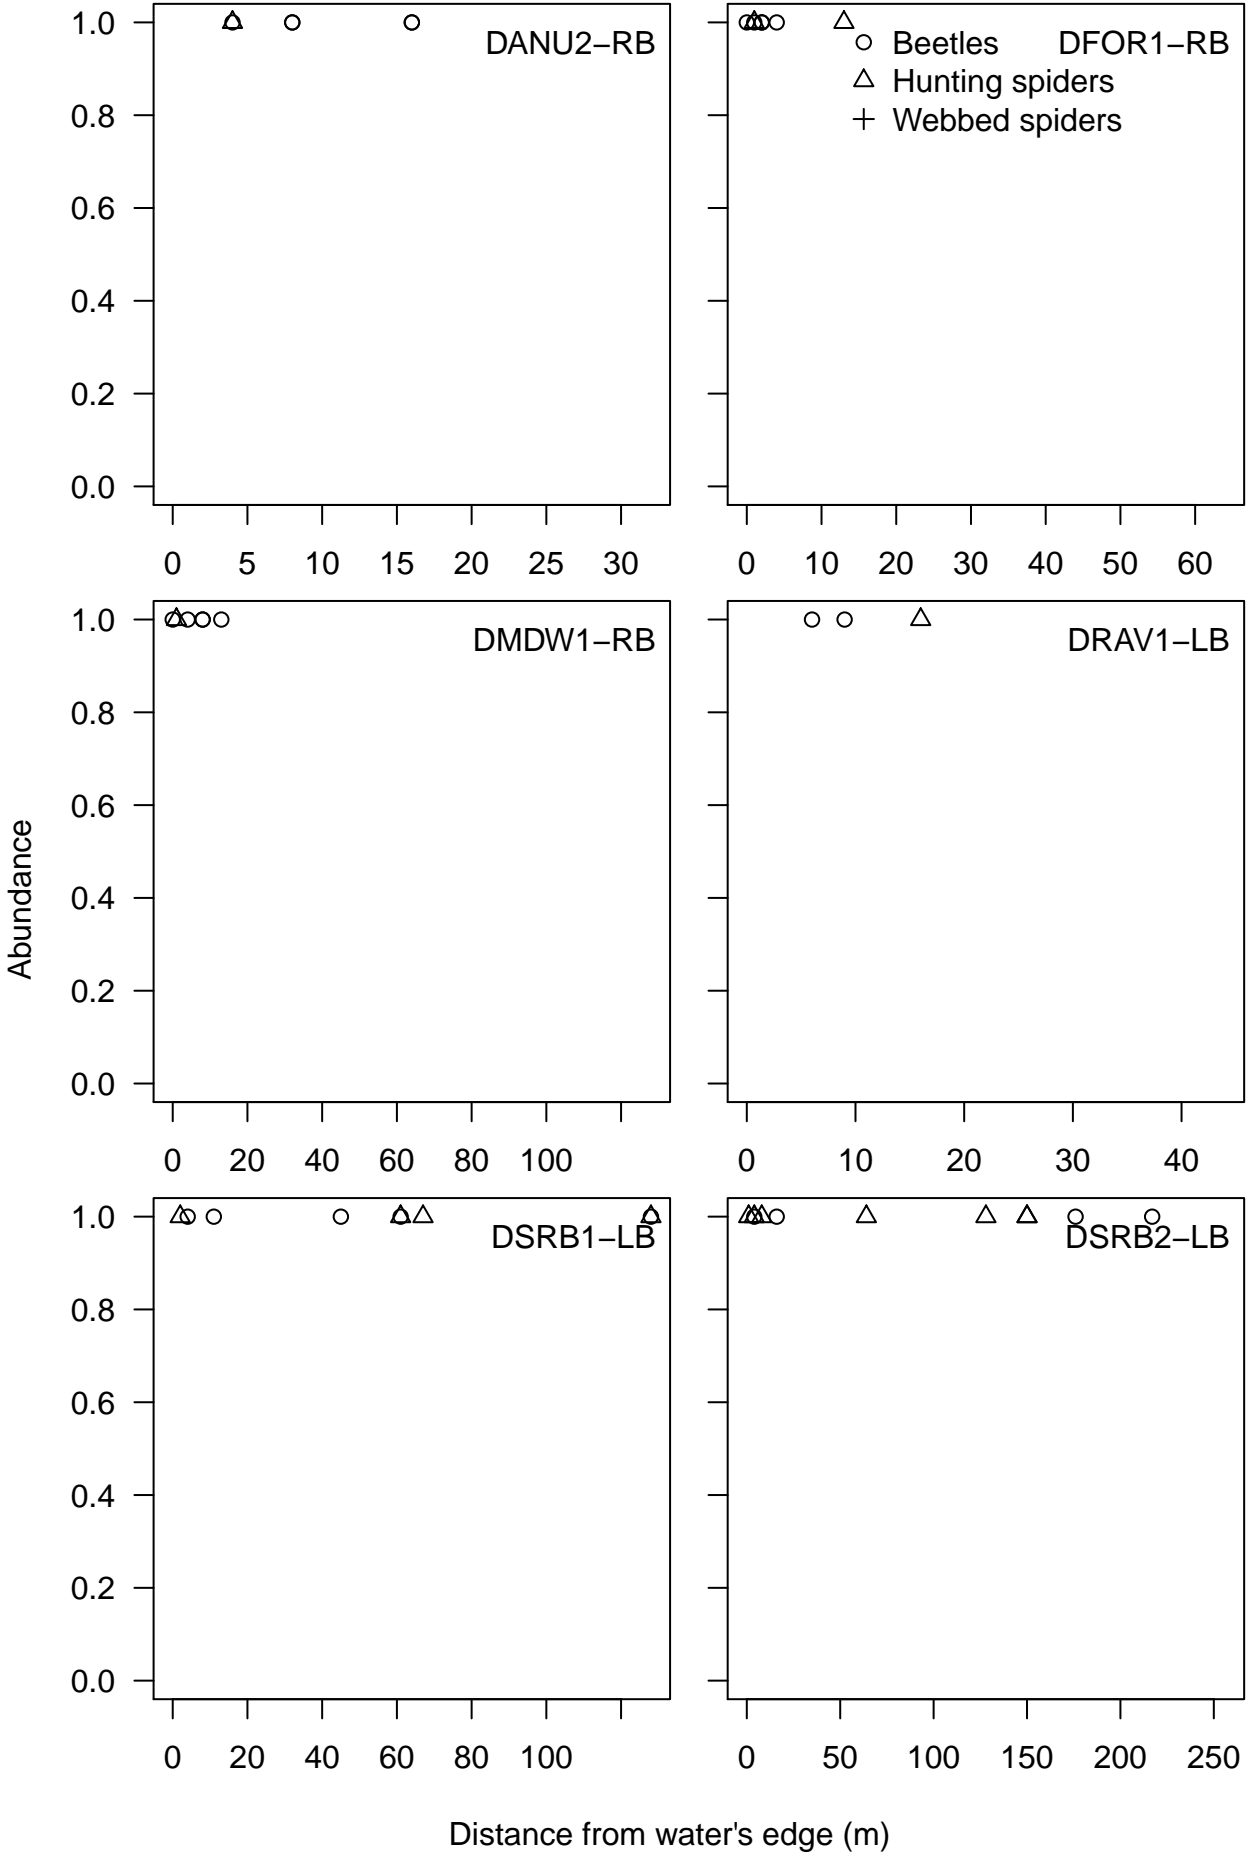 1.0
0.8
0.6
0.4
0.2
0.0
DANU2−RB
0 5 10 15 20 25 30
DFOR1−RB
Beetles
Hunting spiders
Webbed spiders
0 10 20 30 40 50 60
1.0
0.8
0.6
0.4
0.2
0.0
DMDW1−RB
0 20 40 60 80 100
DRAV1−LB
0 10 20 30 40
Abundance
1.0
0.8
0.6
0.4
0.2
0.0
DSRB1−LB
0 20 40 60 80 100
DSRB2−LB
0 50 100 150 200 250
Distance from water's edge (m)